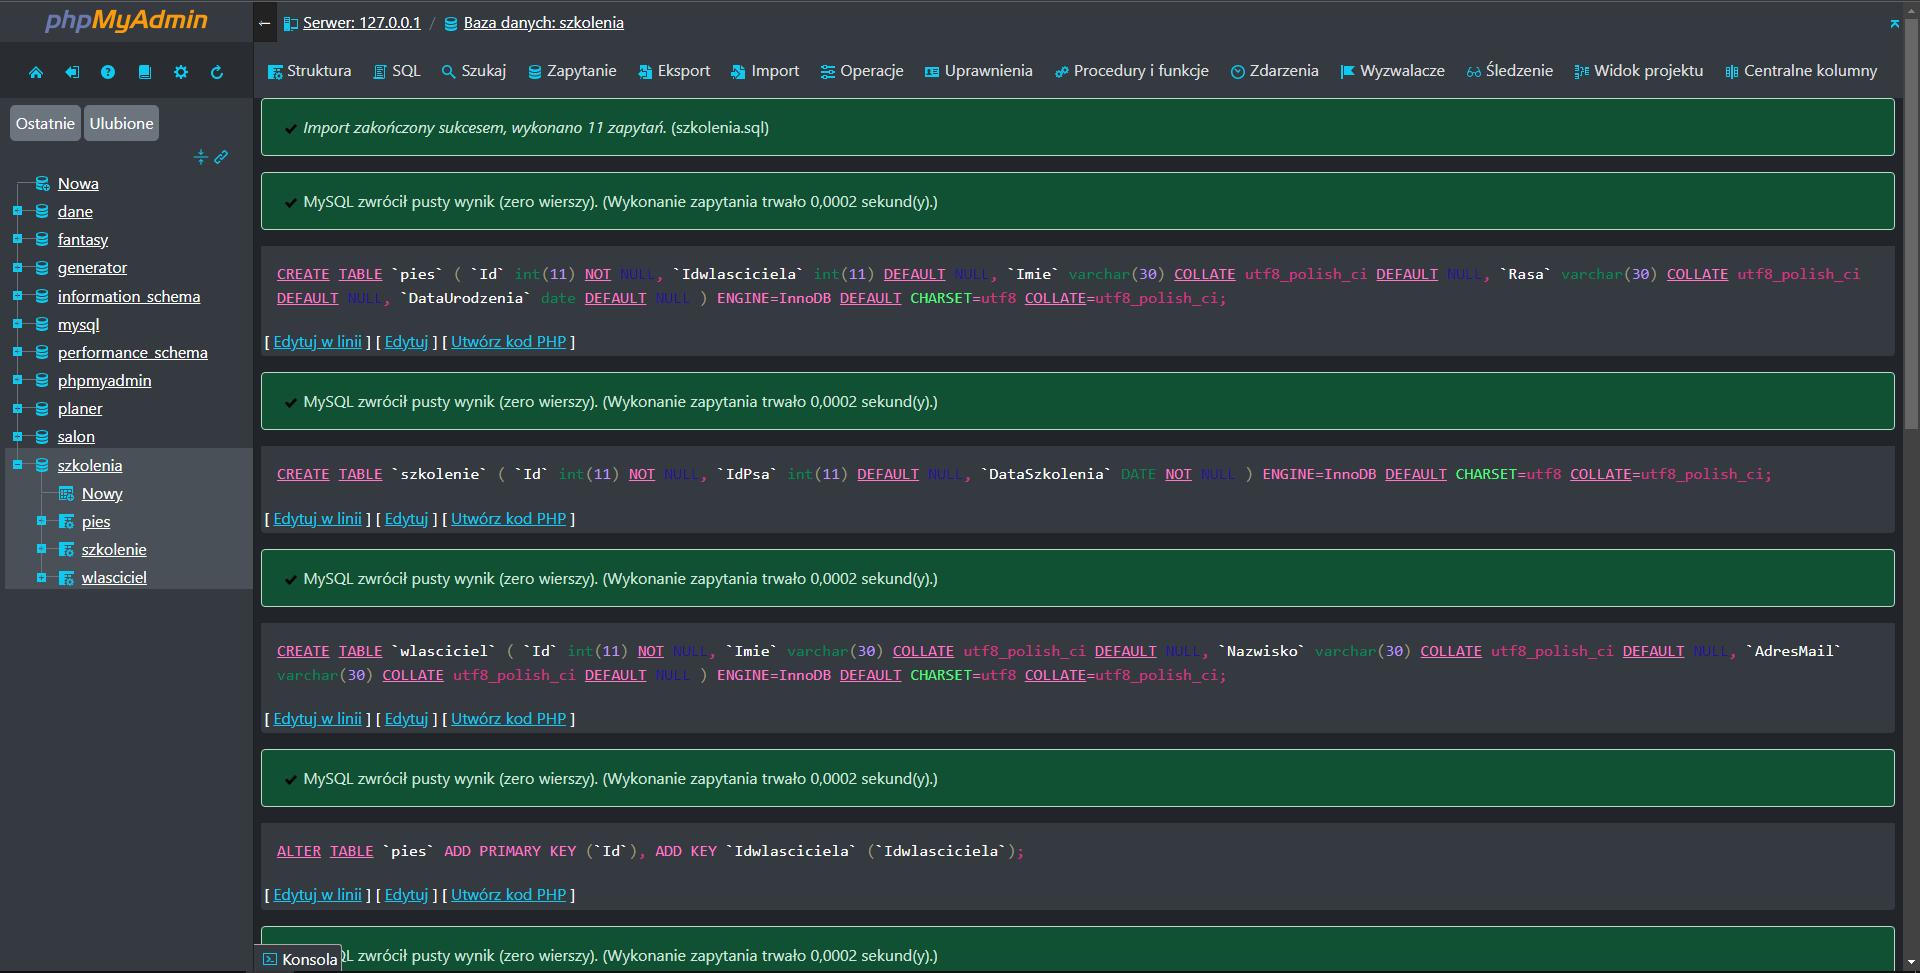 phpMyAdmin
Ostatnie Ulubione
Nowa
dane
fantasy
generator
information_schema
mysql
performance_schema
phpmyadmin
planer
salon
szkolenia
Nowy
pies
szkolenie
wlasciciel
← Serwer: 127.0.0.1 / Baza danych: szkolenia
Struktura SQL Szukaj Zapytanie Eksport Import Operacje Uprawnienia Procedury i funkcje Zdarzenia Wyzwalacze Śledzenie Widok projektu Centralne kolumny
Import zakończony sukcesem, wykonano 11 zapytań. (szkolenia.sql)
MySQL zwrócił pusty wynik (zero wierszy). (Wykonanie zapytania trwało 0,0002 sekund(y).)
CREATE TABLE `pies` ( `Id` int(11) NOT NULL, `Idwlasciciela` int(11) DEFAULT NULL, `Imie` varchar(30) COLLATE utf8_polish_ci DEFAULT NULL, `Rasa` varchar(30) COLLATE utf8_polish_ci
DEFAULT NULL, `DataUrodzenia` date DEFAULT NULL ) ENGINE=InnoDB DEFAULT CHARSET=utf8 COLLATE=utf8_polish_ci;
[ Edytuj w linii ] [ Edytuj ] [ Utwórz kod PHP ]
MySQL zwrócił pusty wynik (zero wierszy). (Wykonanie zapytania trwało 0,0002 sekund(y).)
CREATE TABLE `szkolenie` ( `Id` int(11) NOT NULL, `IdPsa` int(11) DEFAULT NULL, `DataSzkolenia` DATE NOT NULL ) ENGINE=InnoDB DEFAULT CHARSET=utf8 COLLATE=utf8_polish_ci;
[ Edytuj w linii ] [ Edytuj ] [ Utwórz kod PHP ]
MySQL zwrócił pusty wynik (zero wierszy). (Wykonanie zapytania trwało 0,0002 sekund(y).)
CREATE TABLE `wlasciciel` ( `Id` int(11) NOT NULL, `Imie` varchar(30) COLLATE utf8_polish_ci DEFAULT NULL, `Nazwisko` varchar(30) COLLATE utf8_polish_ci DEFAULT NULL, `AdresMail`
varchar(30) COLLATE utf8_polish_ci DEFAULT NULL ) ENGINE=InnoDB DEFAULT CHARSET=utf8 COLLATE=utf8_polish_ci;
[ Edytuj w linii ] [ Edytuj ] [ Utwórz kod PHP ]
MySQL zwrócił pusty wynik (zero wierszy). (Wykonanie zapytania trwało 0,0002 sekund(y).)
ALTER TABLE `pies` ADD PRIMARY KEY (`Id`), ADD KEY `Idwlasciciela` (`Idwlasciciela`);
[ Edytuj w linii ] [ Edytuj ] [ Utwórz kod PHP ]
Konsola zwrócił pusty wynik (zero wierszy). (Wykonanie zapytania trwało 0,0002 sekund(y).)